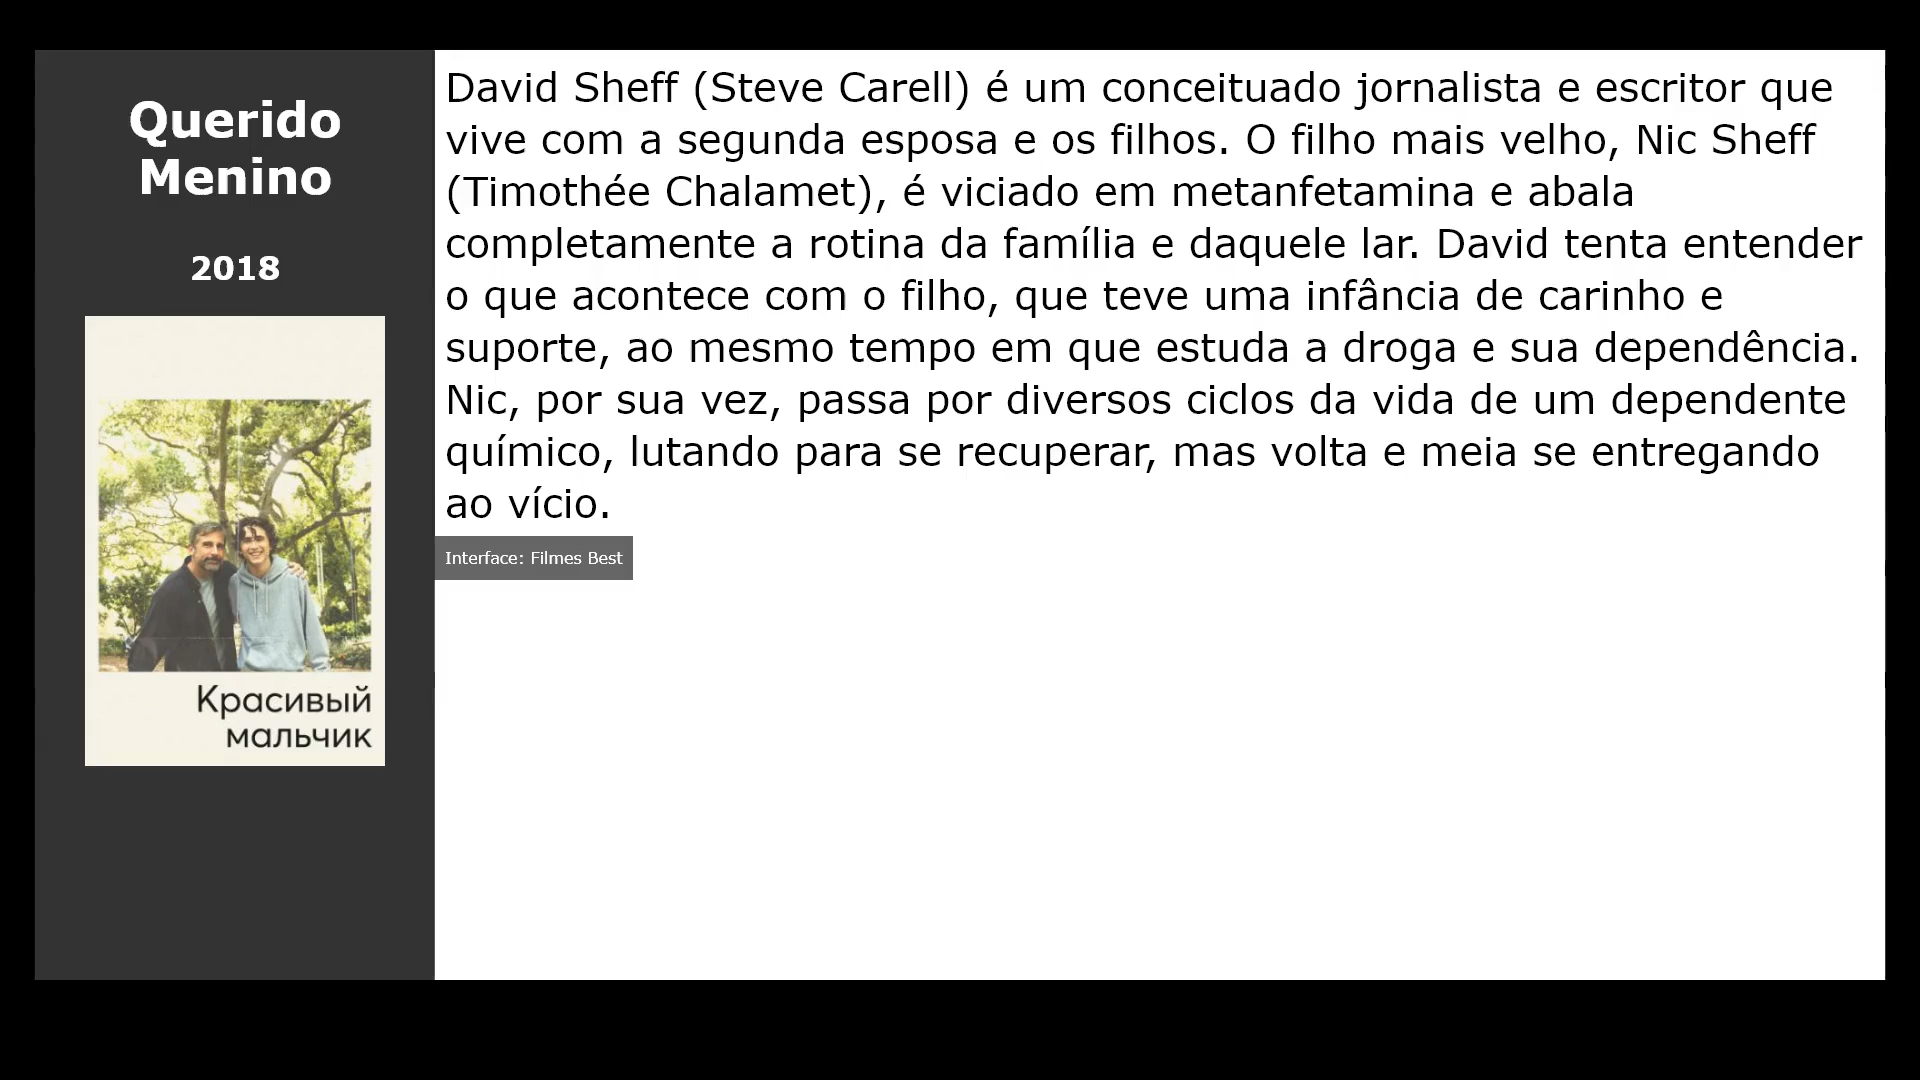 Querido
Menino
2018
Красивый
мальчик
David Sheff (Steve Carell) é um conceituado jornalista e escritor que
vive com a segunda esposa e os filhos. O filho mais velho, Nic Sheff
(Timothée Chalamet), é viciado em metanfetamina e abala
completamente a rotina da família e daquele lar. David tenta entender
o que acontece com o filho, que teve uma infância de carinho e
suporte, ao mesmo tempo em que estuda a droga e sua dependência.
Nic, por sua vez, passa por diversos ciclos da vida de um dependente
químico, lutando para se recuperar, mas volta e meia se entregando
ao vício.
Interface: Filmes Best